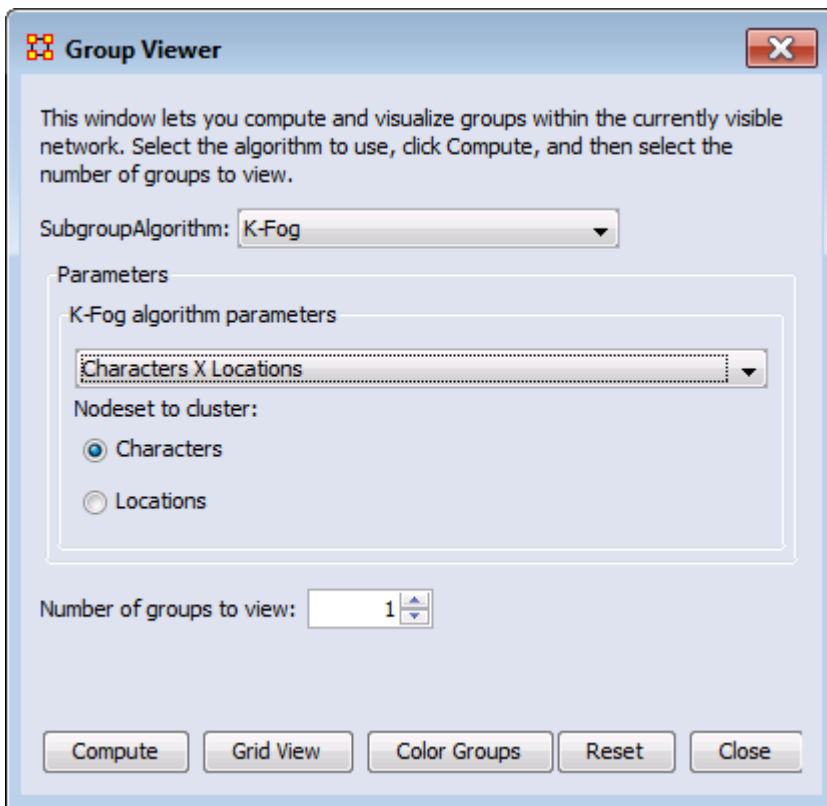 Group Viewer
This window lets you compute and visualize groups within the currently visible
network. Select the algorithm to use, click Compute, and then select the
number of groups to view.
SubgroupAlgorithm: K-Fog
Parameters
K-Fog algorithm parameters
Characters X Locations
Nodeset to cluster:
Characters
Locations
Number of groups to view: 1
Compute Grid View Color Groups Reset Close